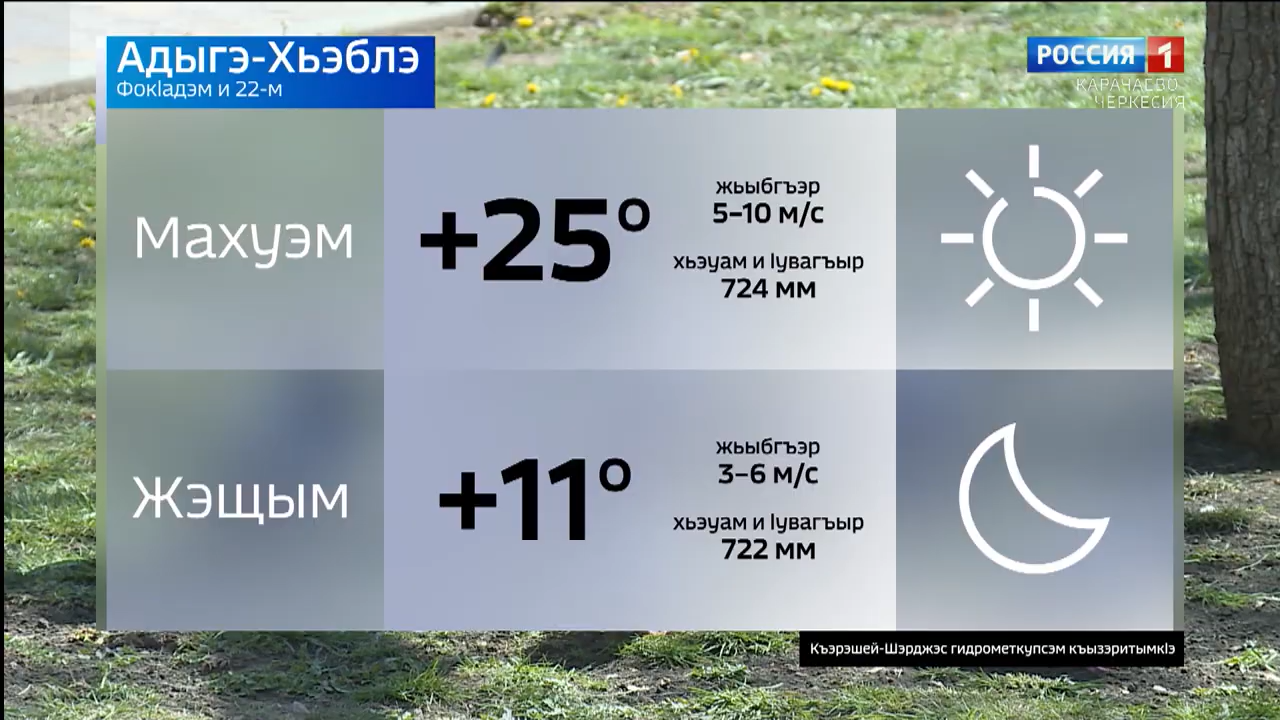 Адыгэ-Хьэблэ
ФокӀадэм и 22-м
РОССИЯ 1
КАРАЧАЕВО
ЧЕРКЕСИЯ
Махуэм
+25°
жьыбгъэр
5–10 м/с
хьэуам и Ӏувагъыр
724 мм
Жэщым
+11°
жьыбгъэр
3–6 м/с
хьэуам и Ӏувагъыр
722 мм
Къэрэшей-Шэрджэс гидрометкупсэм къызэритымкӀэ